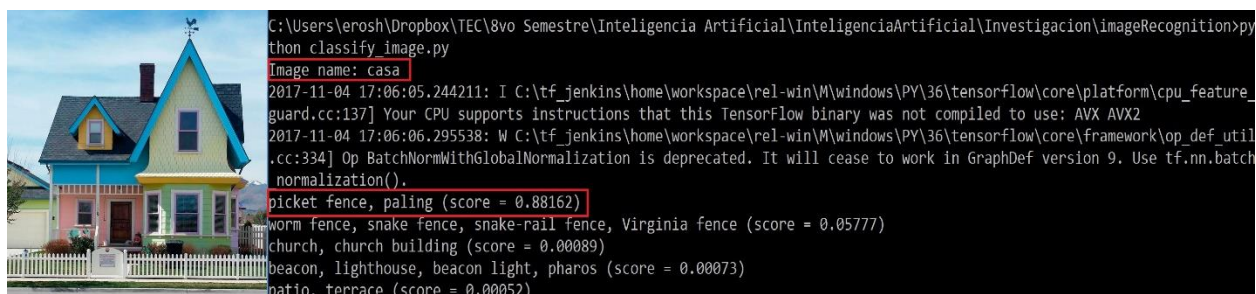 C:\Users\erosh\Dropbox\TEC\8vo Semestre\Inteligencia Artificial\InteligenciaArtificial\Investigacion\imageRecognition>py
thon classify_image.py
Image name: casa
2017-11-04 17:06:05.244211: I C:\tf_jenkins\home\workspace\rel-win\M\windows\PY\36\tensorflow\core\platform\cpu_feature_
guard.cc:137] Your CPU supports instructions that this TensorFlow binary was not compiled to use: AVX AVX2
2017-11-04 17:06:06.295538: W C:\tf_jenkins\home\workspace\rel-win\M\windows\PY\36\tensorflow\core\framework\op_def_util
.cc:334] Op BatchNormWithGlobalNormalization is deprecated. It will cease to work in GraphDef version 9. Use tf.nn.batch
_normalization().
picket fence, paling (score = 0.88162)
worm fence, snake fence, snake-rail fence, Virginia fence (score = 0.05777)
church, church building (score = 0.00089)
beacon, lighthouse, beacon light, pharos (score = 0.00073)
patio, terrace (score = 0.00052)